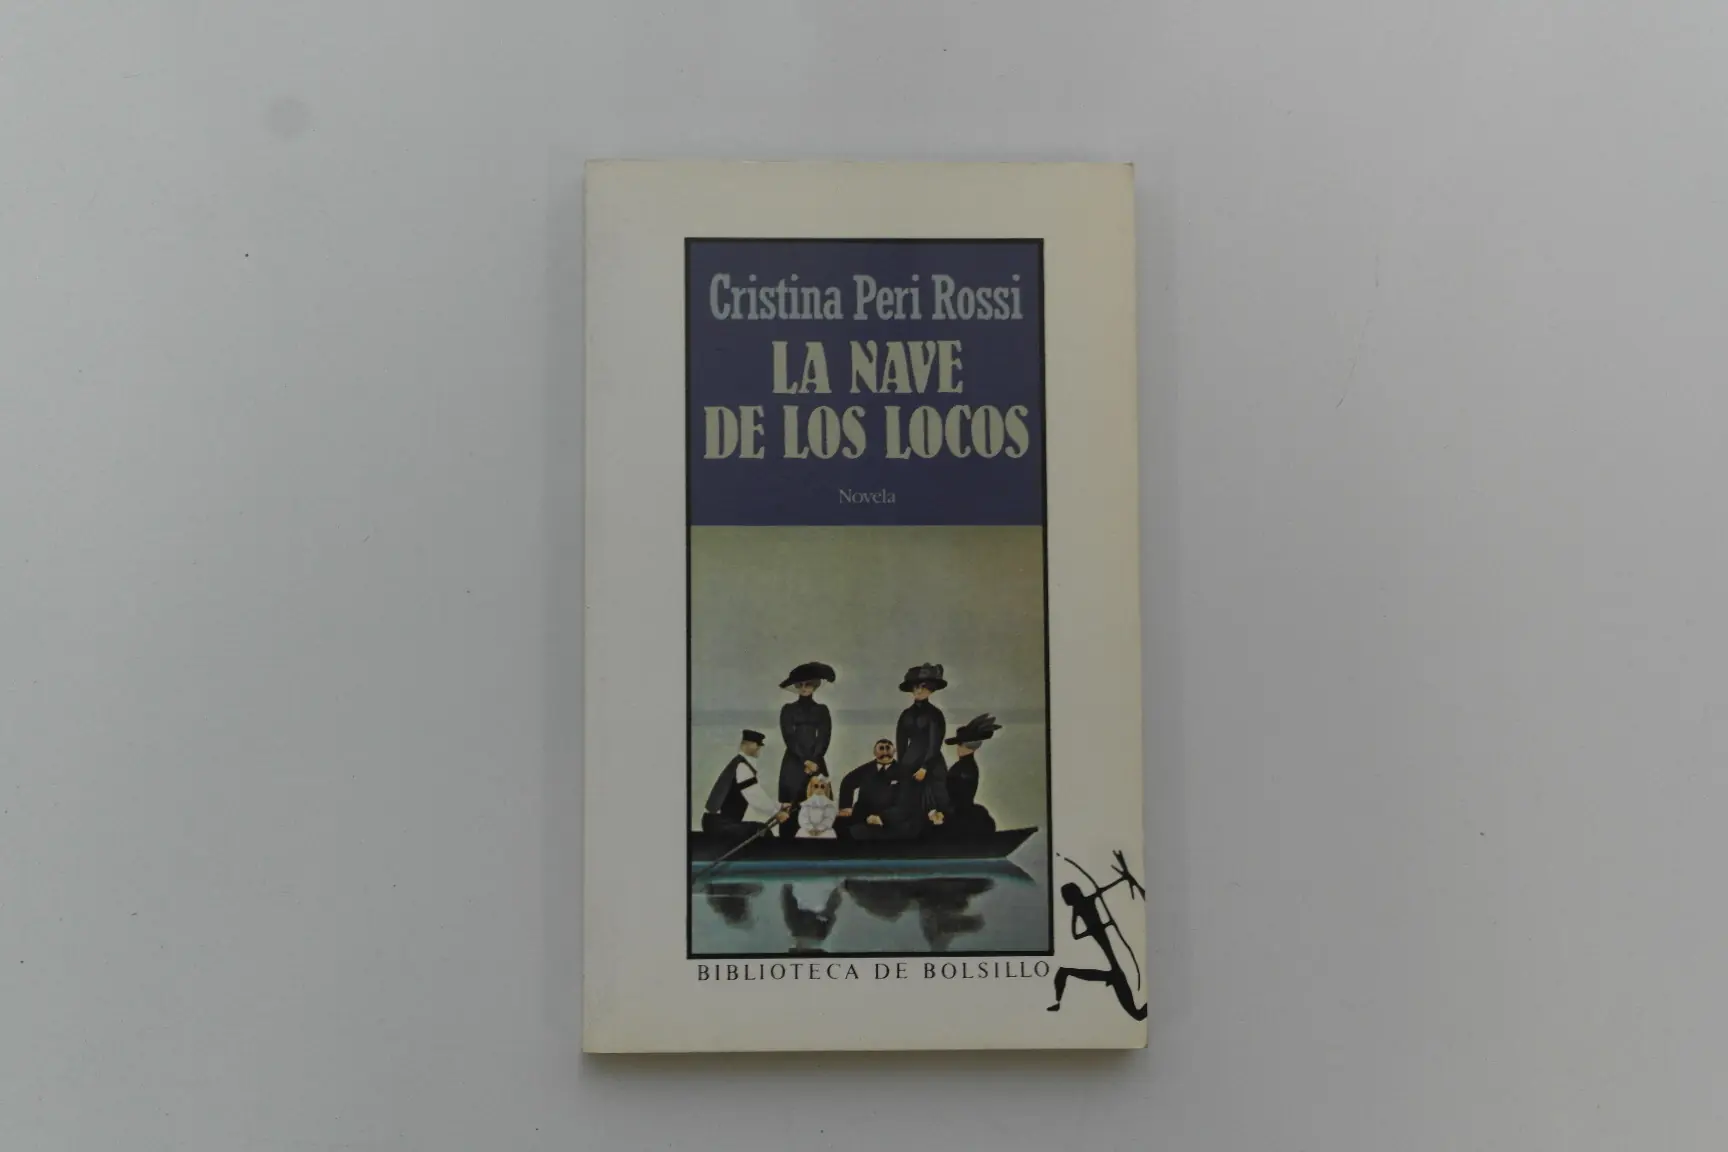 Cristina Peri Rossi
LA NAVE
DE LOS LOCOS
Novela
BIBLIOTECA DE BOLSILLO